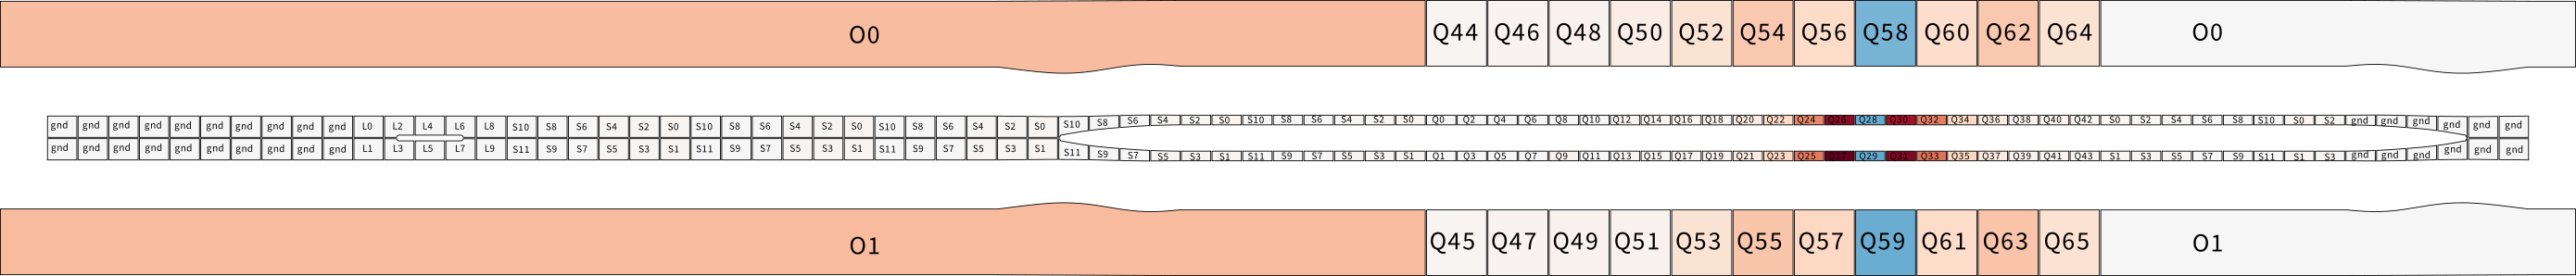 O0 Q44 Q46 Q48 Q50 Q52 Q54 Q56 Q58 Q60 Q62 Q64 O0
gnd gnd gnd gnd gnd gnd gnd gnd gnd gnd L0 L2 L4 L6 L8 S10 S8 S6 S4 S2 S0 S10 S8 S6 S4 S2 S0 S10 S8 S6 S4 S2 S0 S10 S8 S6 S4 S2 S0 S10 S8 S6 S4 S2 S0 Q0 Q2 Q4 Q6 Q8 Q10 Q12 Q14 Q16 Q18 Q20 Q22 Q24 Q26 Q28 Q30 Q32 Q34 Q36 Q38 Q40 Q42 S0 S2 S4 S6 S8 S10 S0 S2 gnd gnd gnd gnd gnd gnd
gnd gnd gnd gnd gnd gnd gnd gnd gnd gnd L1 L3 L5 L7 L9 S11 S9 S7 S5 S3 S1 S11 S9 S7 S5 S3 S1 S11 S9 S7 S5 S3 S1 S11 S9 S7 S5 S3 S1 S11 S9 S7 S5 S3 S1 Q1 Q3 Q5 Q7 Q9 Q11 Q13 Q15 Q17 Q19 Q21 Q23 Q25 Q27 Q29 Q31 Q33 Q35 Q37 Q39 Q41 Q43 S1 S3 S5 S7 S9 S11 S1 S3 gnd gnd gnd gnd gnd gnd
O1 Q45 Q47 Q49 Q51 Q53 Q55 Q57 Q59 Q61 Q63 Q65 O1